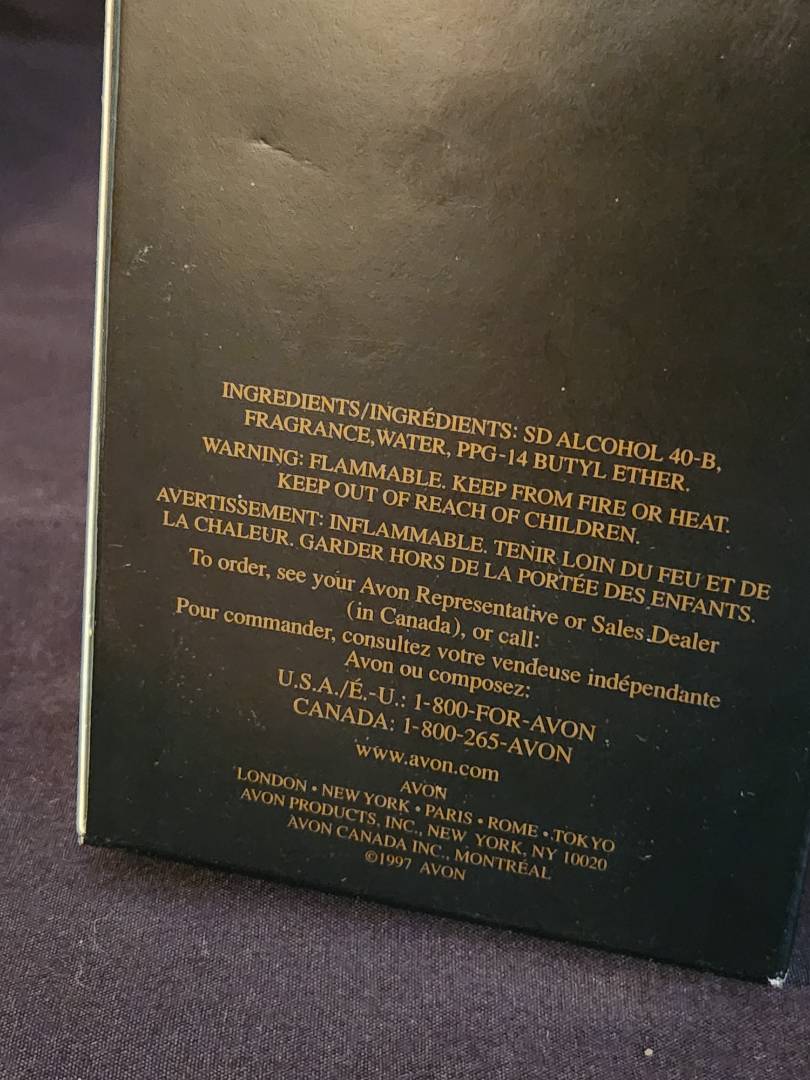 INGREDIENTS/INGRÉDIENTS: SD ALCOHOL 40-B,
FRAGRANCE,WATER, PPG-14 BUTYL ETHER.
WARNING: FLAMMABLE. KEEP FROM FIRE OR HEAT.
KEEP OUT OF REACH OF CHILDREN.
AVERTISSEMENT: INFLAMMABLE. TENIR LOIN DU FEU ET DE
LA CHALEUR. GARDER HORS DE LA PORTÉE DES ENFANTS.
To order, see your Avon Representative or Sales Dealer
(in Canada), or call:
Pour commander, consultez votre vendeuse indépendante
Avon ou composez:
U.S.A./É.-U.: 1-800-FOR-AVON
CANADA: 1-800-265-AVON
www.avon.com
AVON
LONDON • NEW YORK • PARIS • ROME • TOKYO
AVON PRODUCTS, INC., NEW YORK, NY 10020
AVON CANADA INC., MONTRÉAL
©1997 AVON